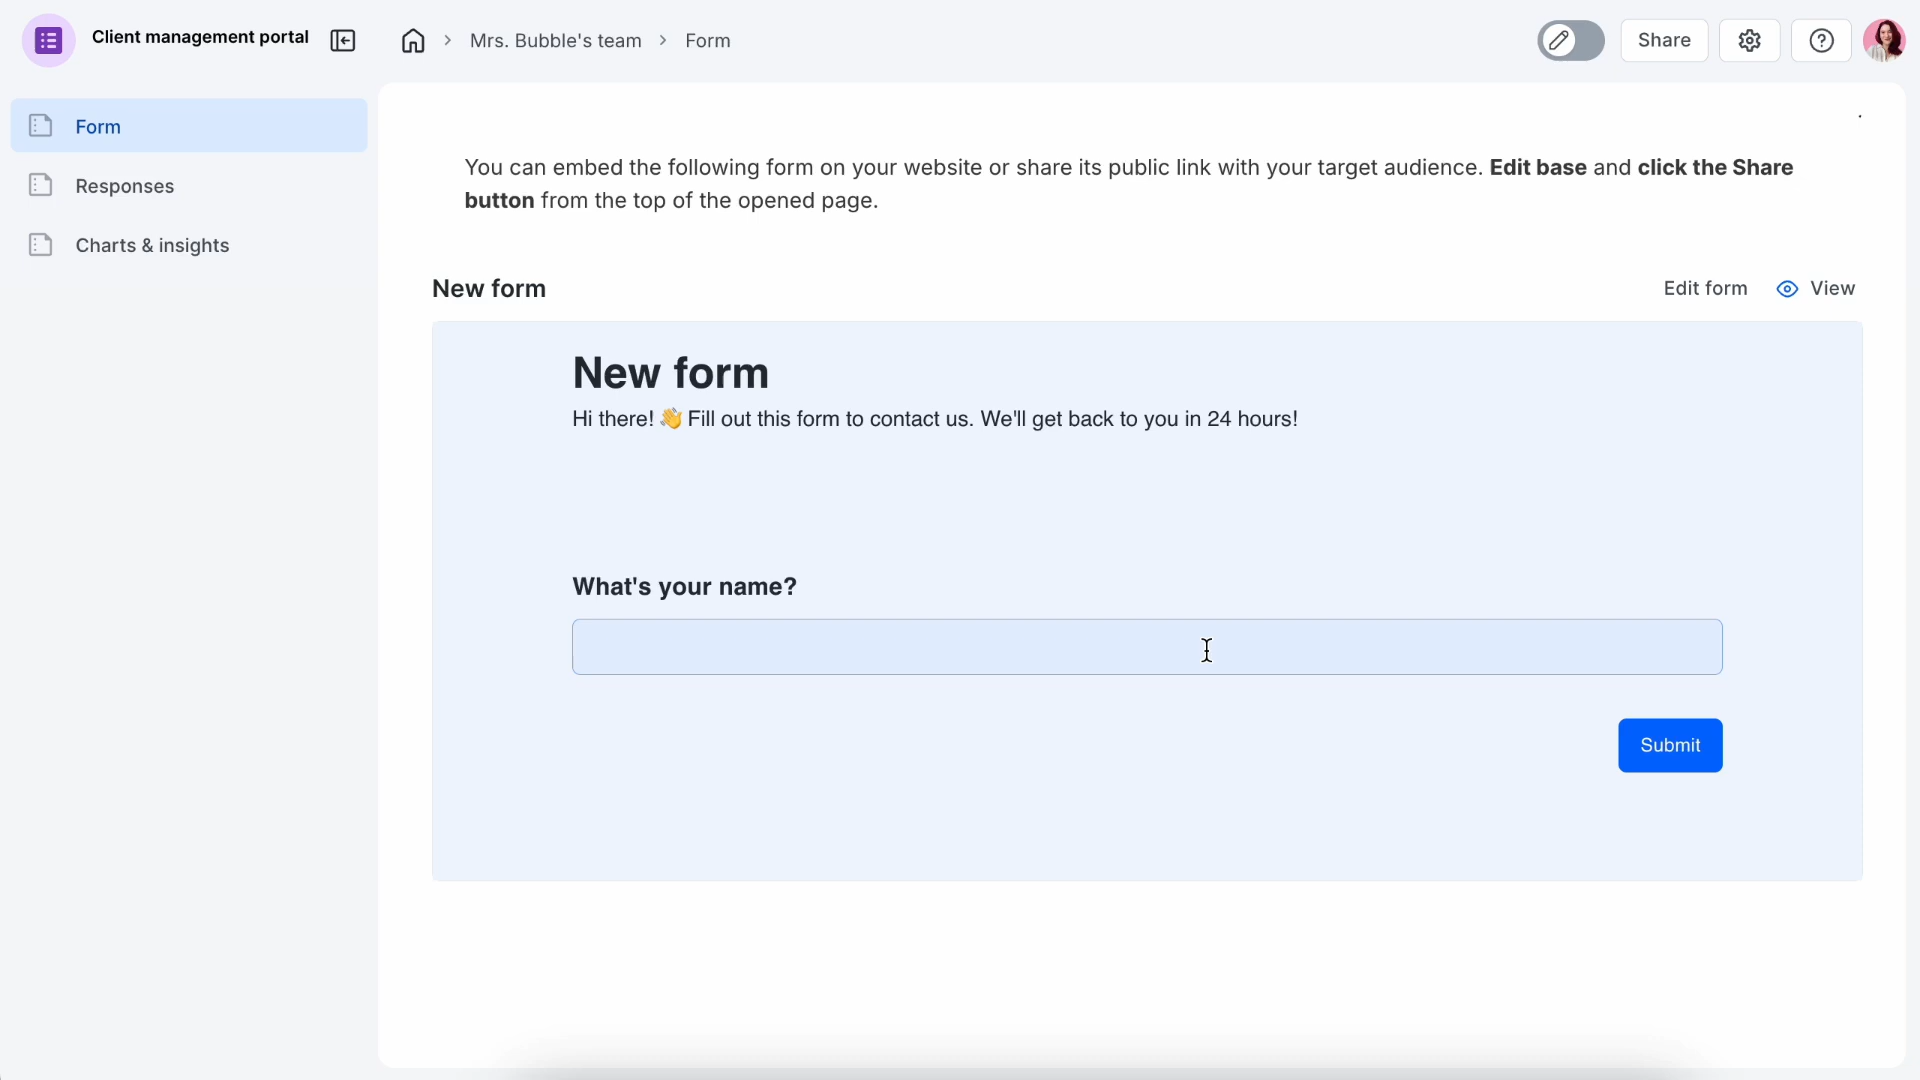 Client management portal
Mrs. Bubble's team
Form
Share
Form
Responses
Charts & insights
You can embed the following form on your website or share its public link with your target audience. Edit base and click the Share
button from the top of the opened page.
New form
Edit form
View
New form
Hi there! 👋 Fill out this form to contact us. We'll get back to you in 24 hours!
What's your name?
Submit